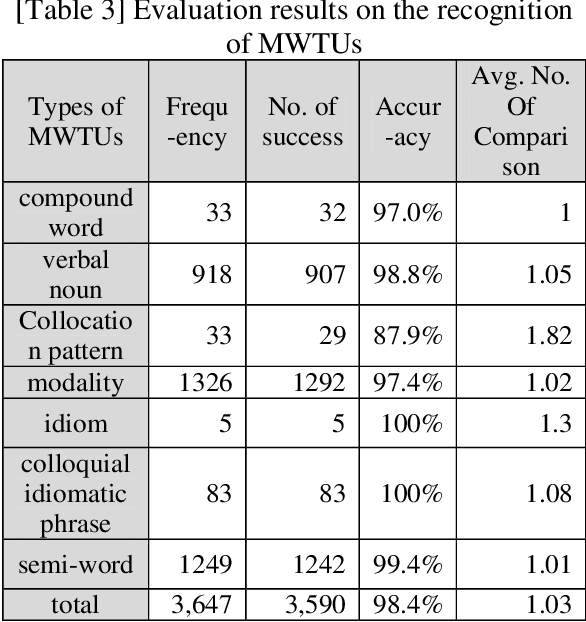 [Table 3] Evaluation results on the recognition
of MWTUs
Types of MWTUs | Frequ-ency | No. of success | Accur-acy | Avg. No. Of Compari son
compound word | 33 | 32 | 97.0% | 1
verbal noun | 918 | 907 | 98.8% | 1.05
Collocatio n pattern | 33 | 29 | 87.9% | 1.82
modality | 1326 | 1292 | 97.4% | 1.02
idiom | 5 | 5 | 100% | 1.3
colloquial idiomatic phrase | 83 | 83 | 100% | 1.08
semi-word | 1249 | 1242 | 99.4% | 1.01
total | 3,647 | 3,590 | 98.4% | 1.03